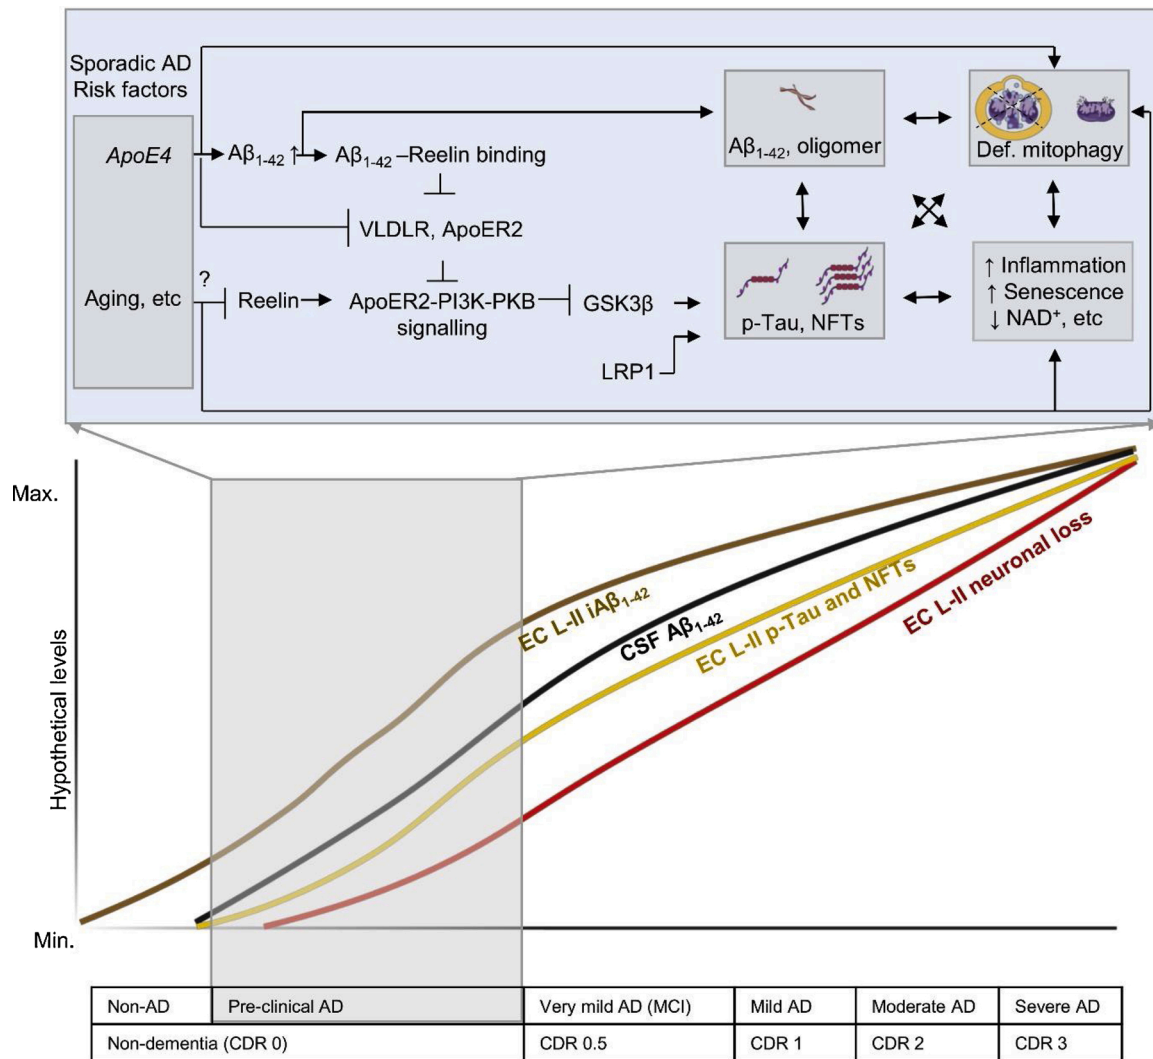 Sporadic AD
Risk factors
ApoE4
Aβ1-42 ↑
Aβ1-42 –Reelin binding
Aβ1-42, oligomer
Def. mitophagy
VLDLR, ApoER2
?
Aging, etc
Reelin
ApoER2-PI3K-PKB
signalling
GSK3β
LRP1
p-Tau, NFTs
↑ Inflammation
↑ Senescence
↓ NAD+, etc
Max.
Hypothetical levels
Min.
EC L-II iAβ1-42
CSF Aβ1-42
EC L-II p-Tau and NFTs
EC L-II neuronal loss
Non-AD Pre-clinical AD Very mild AD (MCI) Mild AD Moderate AD Severe AD
Non-dementia (CDR 0) CDR 0.5 CDR 1 CDR 2 CDR 3